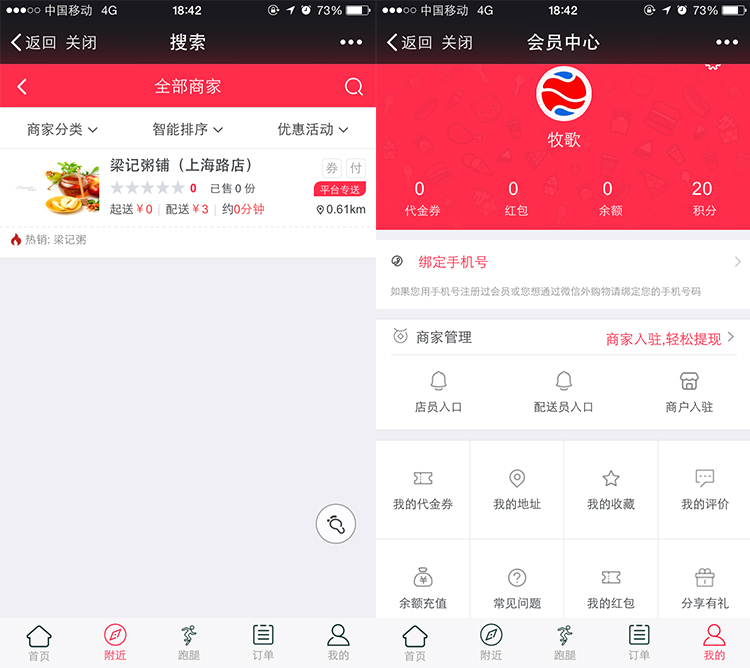 中国移动 4G 18:42 73%
返回 关闭 搜索
全部商家
商家分类 智能排序 优惠活动
梁记粥铺（上海路店） 券 付
0 已售 0 份 平台专送
起送￥0 配送￥3 约0分钟 0.61km
热销: 梁记粥
首页 附近 跑腿 订单 我的
中国移动 4G 18:42 73%
返回 关闭 会员中心
牧歌
0 0 0 20
代金券 红包 余额 积分
绑定手机号
如果您用手机号注册过会员或您想通过微信外购物请绑定您的手机号码
商家管理 商家入驻,轻松提现
店员入口 配送员入口 商户入驻
我的代金券 我的地址 我的收藏 我的评价
余额充值 常见问题 我的红包 分享有礼
首页 附近 跑腿 订单 我的